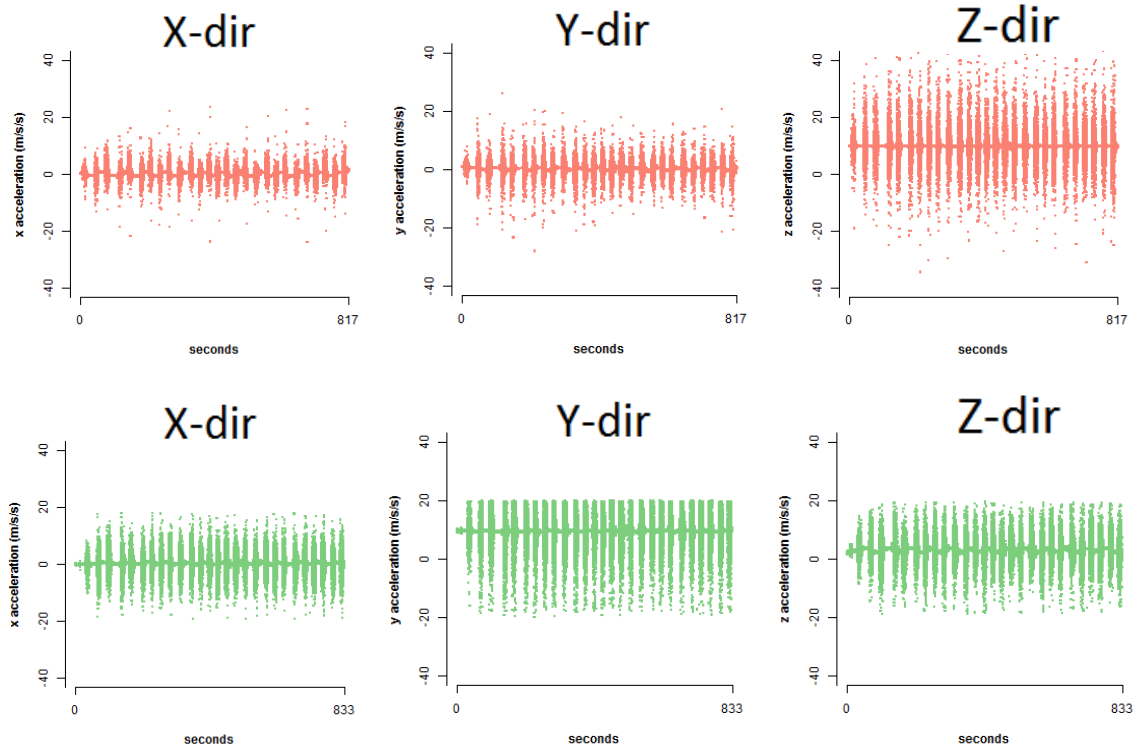 X-dir
Y-dir
Z-dir
x acceleration (m/s/s)
40
20
0
-20
-40
0
817
seconds
y acceleration (m/s/s)
40
20
0
-20
-40
0
817
seconds
z acceleration (m/s/s)
40
20
0
-20
-40
0
817
seconds
X-dir
Y-dir
Z-dir
x acceleration (m/s/s)
40
20
0
-20
-40
0
833
seconds
y acceleration (m/s/s)
40
20
0
-20
-40
0
833
seconds
z acceleration (m/s/s)
40
20
0
-20
-40
0
833
seconds